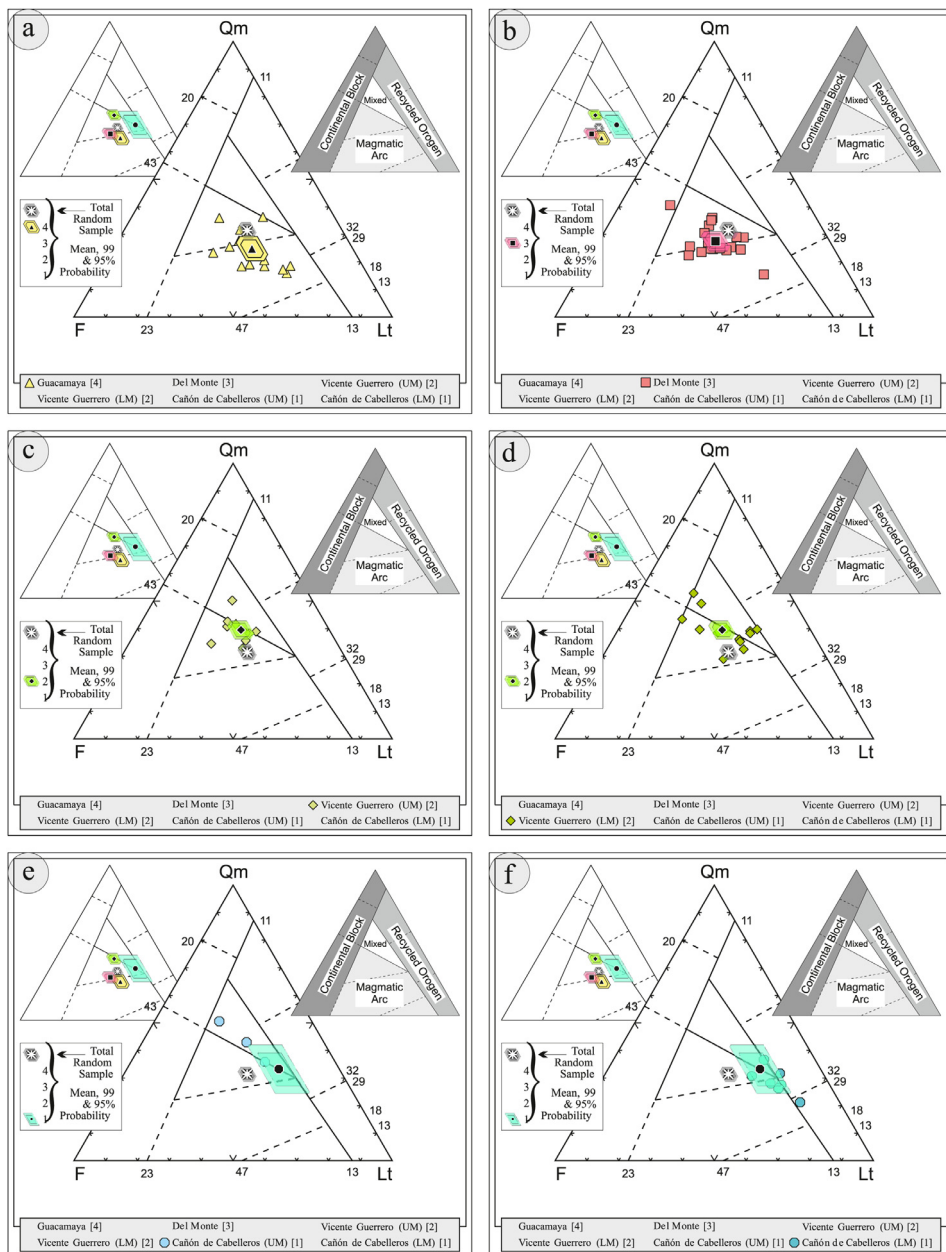 a
Qm
11
20
43
32
29
18
13
F
23
47
13
Lt
Continental Block
Mixed
Recycled Orogen
Magmatic
Arc
Total
Random
Sample
4
3
2
1
Mean, 99
& 95%
Probability
Guacamaya [4] Del Monte [3] Vicente Guerrero (UM) [2]
Vicente Guerrero (LM) [2] Cañón de Cabelleros (UM) [1] Cañón de Cabelleros (LM) [1]
b
Qm
11
20
43
32
29
18
13
F
23
47
13
Lt
Continental Block
Mixed
Recycled Orogen
Magmatic
Arc
Total
Random
Sample
4
3
2
1
Mean, 99
& 95%
Probability
Guacamaya [4] Del Monte [3] Vicente Guerrero (UM) [2]
Vicente Guerrero (LM) [2] Cañón de Cabelleros (UM) [1] Cañón de Cabelleros (LM) [1]
c
Qm
11
20
43
32
29
18
13
F
23
47
13
Lt
Continental Block
Mixed
Recycled Orogen
Magmatic
Arc
Total
Random
Sample
4
3
2
1
Mean, 99
& 95%
Probability
Guacamaya [4] Del Monte [3] Vicente Guerrero (UM) [2]
Vicente Guerrero (LM) [2] Cañón de Cabelleros (UM) [1] Cañón de Cabelleros (LM) [1]
d
Qm
11
20
43
32
29
18
13
F
23
47
13
Lt
Continental Block
Mixed
Recycled Orogen
Magmatic
Arc
Total
Random
Sample
4
3
2
1
Mean, 99
& 95%
Probability
Guacamaya [4] Del Monte [3] Vicente Guerrero (UM) [2]
Vicente Guerrero (LM) [2] Cañón de Cabelleros (UM) [1] Cañón de Cabelleros (LM) [1]
e
Qm
11
20
43
32
29
18
13
F
23
47
13
Lt
Continental Block
Mixed
Recycled Orogen
Magmatic
Arc
Total
Random
Sample
4
3
2
1
Mean, 99
& 95%
Probability
Guacamaya [4] Del Monte [3] Vicente Guerrero (UM) [2]
Vicente Guerrero (LM) [2] Cañón de Cabelleros (UM) [1] Cañón de Cabelleros (LM) [1]
f
Qm
11
20
43
32
29
18
13
F
23
47
13
Lt
Continental Block
Mixed
Recycled Orogen
Magmatic
Arc
Total
Random
Sample
4
3
2
1
Mean, 99
& 95%
Probability
Guacamaya [4] Del Monte [3] Vicente Guerrero (UM) [2]
Vicente Guerrero (LM) [2] Cañón de Cabelleros (UM) [1] Cañón de Cabelleros (LM) [1]